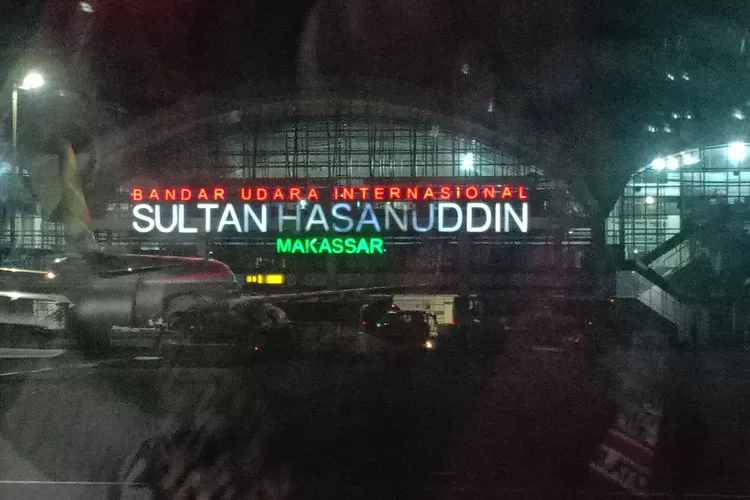 BANDAR UDARA INTERNASIONAL
SULTAN HASANUDDIN
MAKASSAR